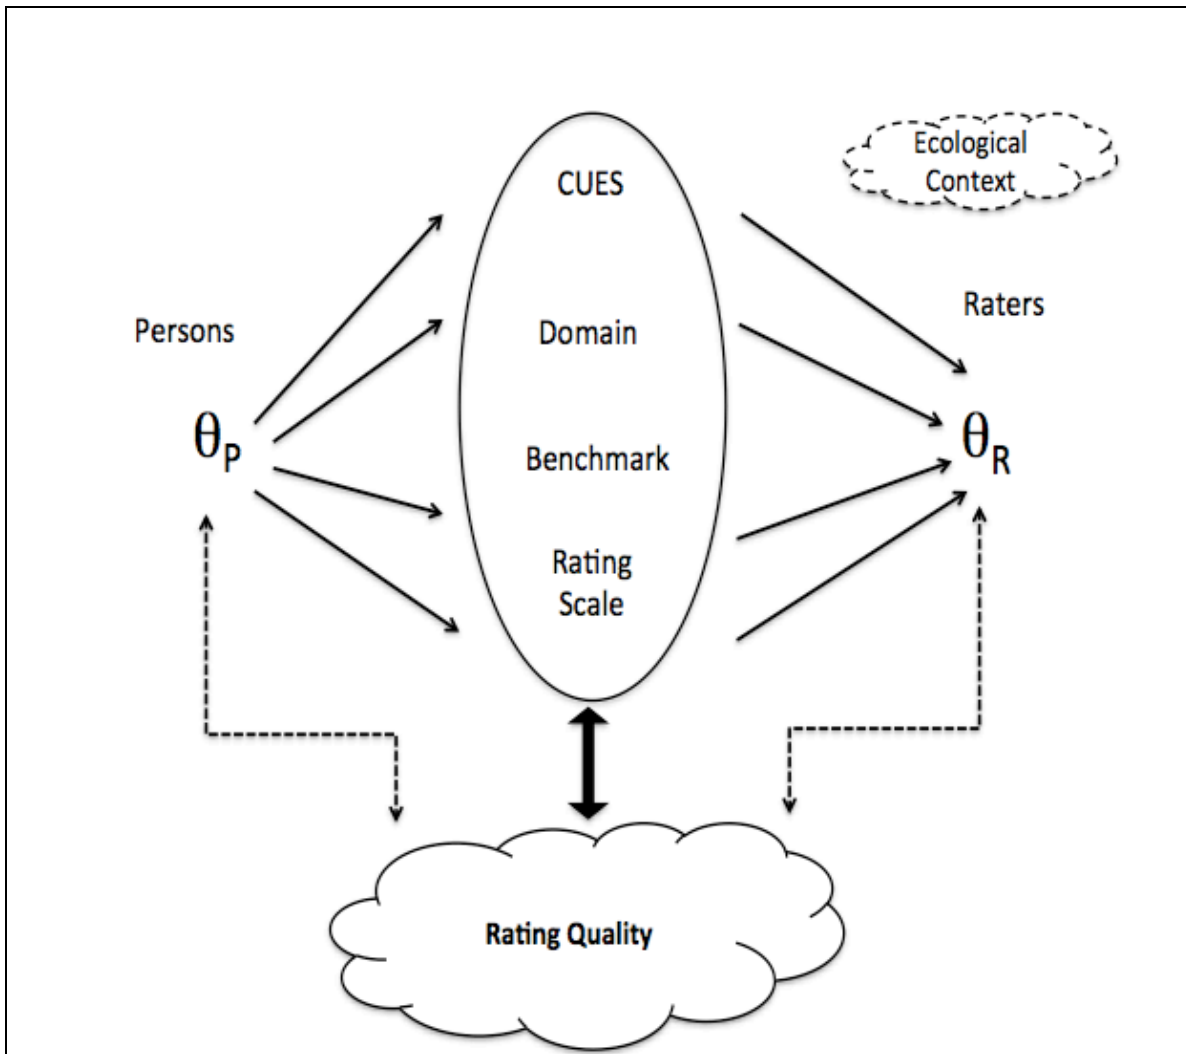 CUES
Ecological
Context
Persons
Domain
Raters
θP
Benchmark
θR
Rating
Scale
Rating Quality